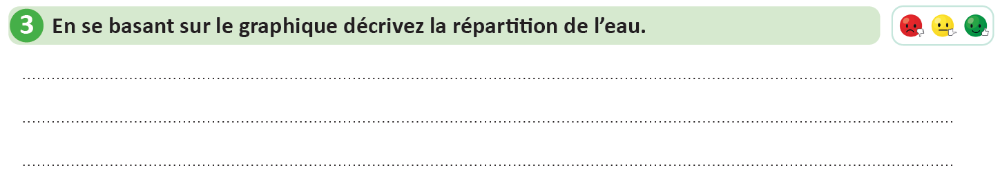 3 En se basant sur le graphique décrivez la répartition de l’eau.